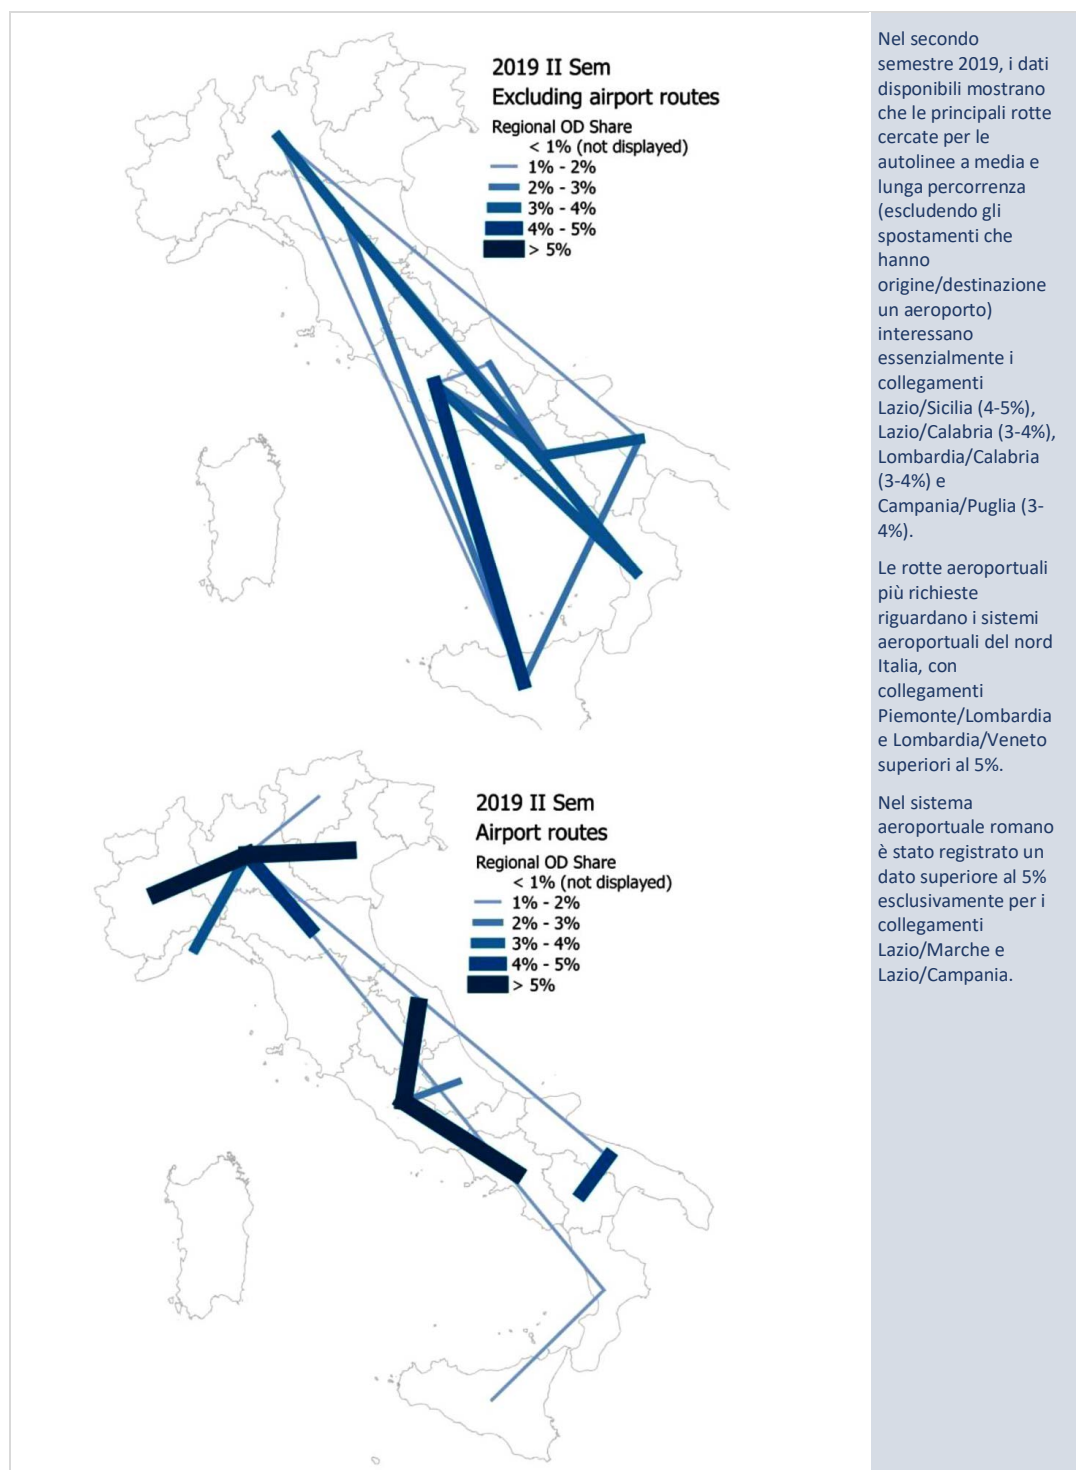 2019 II Sem
Excluding airport routes
Regional OD Share
< 1% (not displayed)
1% - 2%
2% - 3%
3% - 4%
4% - 5%
> 5%
2019 II Sem
Airport routes
Regional OD Share
< 1% (not displayed)
1% - 2%
2% - 3%
3% - 4%
4% - 5%
> 5%
Nel secondo
semestre 2019, i dati
disponibili mostrano
che le principali rotte
cercate per le
autolinee a media e
lunga percorrenza
(escludendo gli
spostamenti che
hanno
origine/destinazione
un aeroporto)
interessano
essenzialmente i
collegamenti
Lazio/Sicilia (4-5%),
Lazio/Calabria (3-4%),
Lombardia/Calabria
(3-4%) e
Campania/Puglia (3-
4%).
Le rotte aeroportuali
più richieste
riguardano i sistemi
aeroportuali del nord
Italia, con
collegamenti
Piemonte/Lombardia
e Lombardia/Veneto
superiori al 5%.
Nel sistema
aeroportuale romano
è stato registrato un
dato superiore al 5%
esclusivamente per i
collegamenti
Lazio/Marche e
Lazio/Campania.